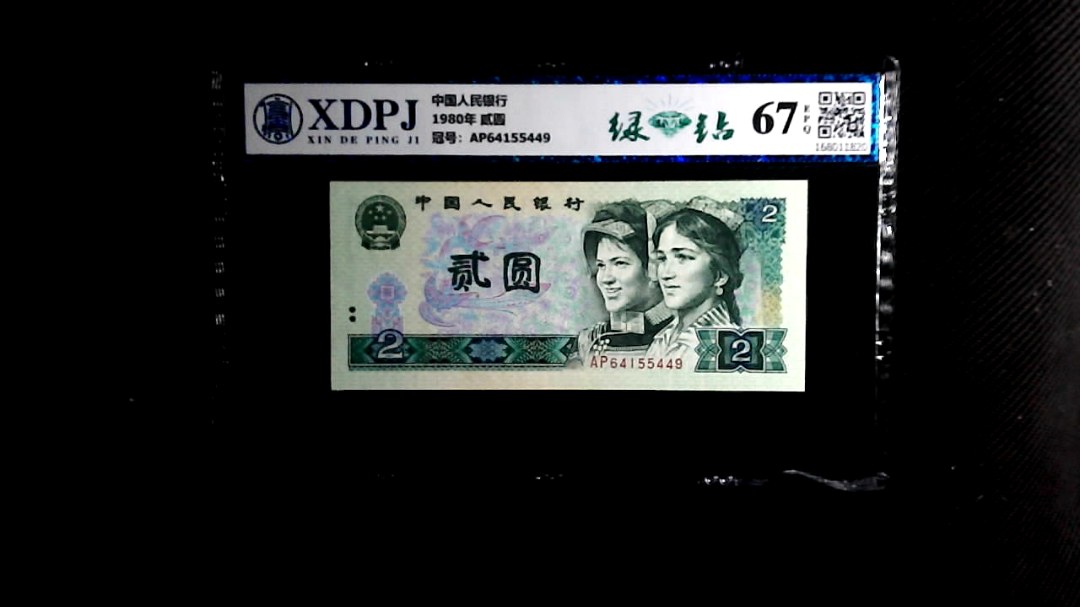 XDPJ
XIN DE PING JI
中国人民银行
1980年 贰圆
冠号: AP64155449
绿钻
67
EPQ
168011820
中国人民银行
2
贰圆
2
AP64155449
2